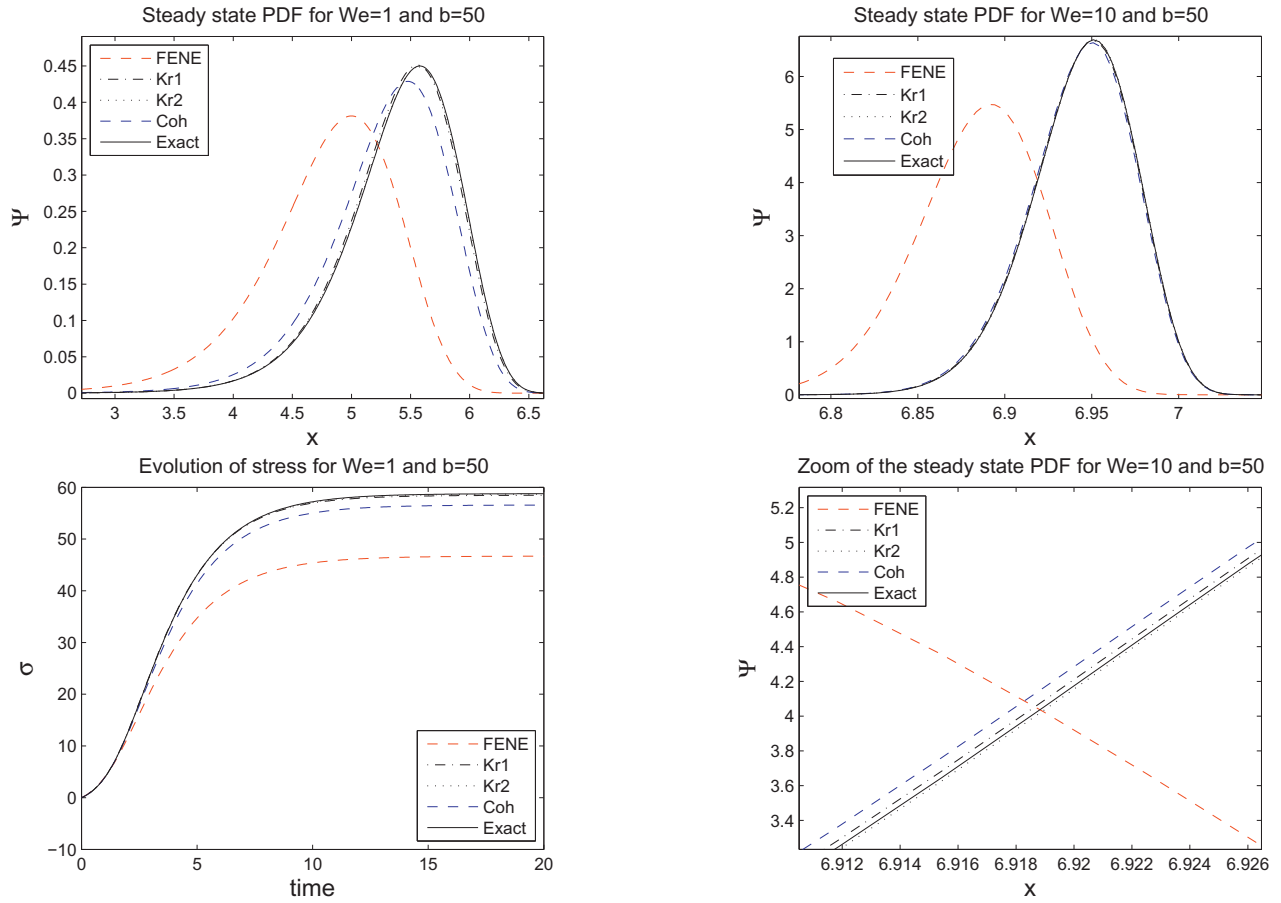 Steady state PDF for We=1 and b=50
FENE
Kr1
Kr2
Coh
Exact
0.45
0.4
0.35
0.3
0.25
0.2
0.15
0.1
0.05
0
Ψ
3 3.5 4 4.5 5 5.5 6 6.5
x
Steady state PDF for We=10 and b=50
FENE
Kr1
Kr2
Coh
Exact
6
5
4
3
2
1
0
Ψ
6.8 6.85 6.9 6.95 7
x
Evolution of stress for We=1 and b=50
60
50
40
30
20
10
0
−10
σ
FENE
Kr1
Kr2
Coh
Exact
0 5 10 15 20
time
Zoom of the steady state PDF for We=10 and b=50
FENE
Kr1
Kr2
Coh
Exact
5.2
5
4.8
4.6
4.4
4.2
4
3.8
3.6
3.4
Ψ
6.912 6.914 6.916 6.918 6.92 6.922 6.924 6.926
x